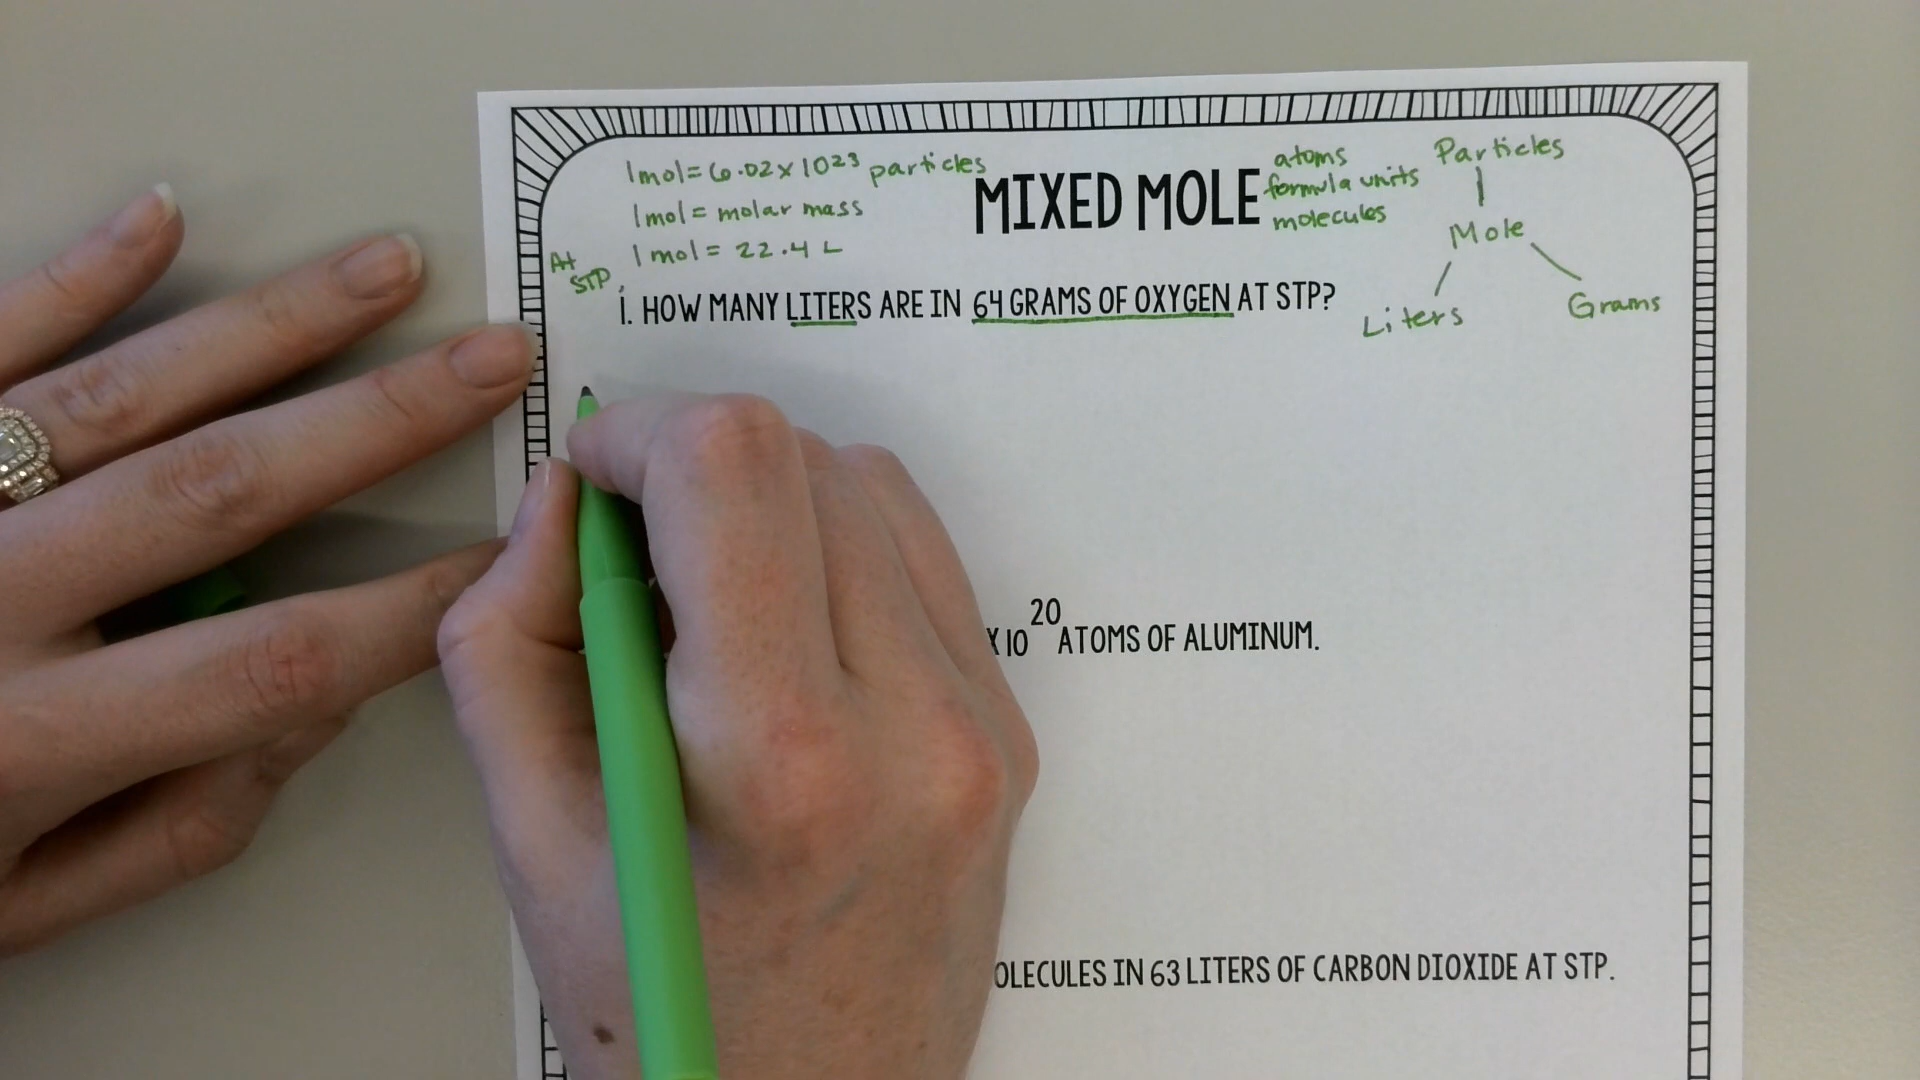 1mol=6.02x10²³ particles
1mol= molar mass
At STP, 1mol= 22.4 L
MIXED MOLE
atoms
formula units
molecules
Particles
Mole
Liters
Grams
1. HOW MANY LITERS ARE IN 64 GRAMS OF OXYGEN AT STP?
X 10²⁰ ATOMS OF ALUMINUM.
OLECULES IN 63 LITERS OF CARBON DIOXIDE AT STP.